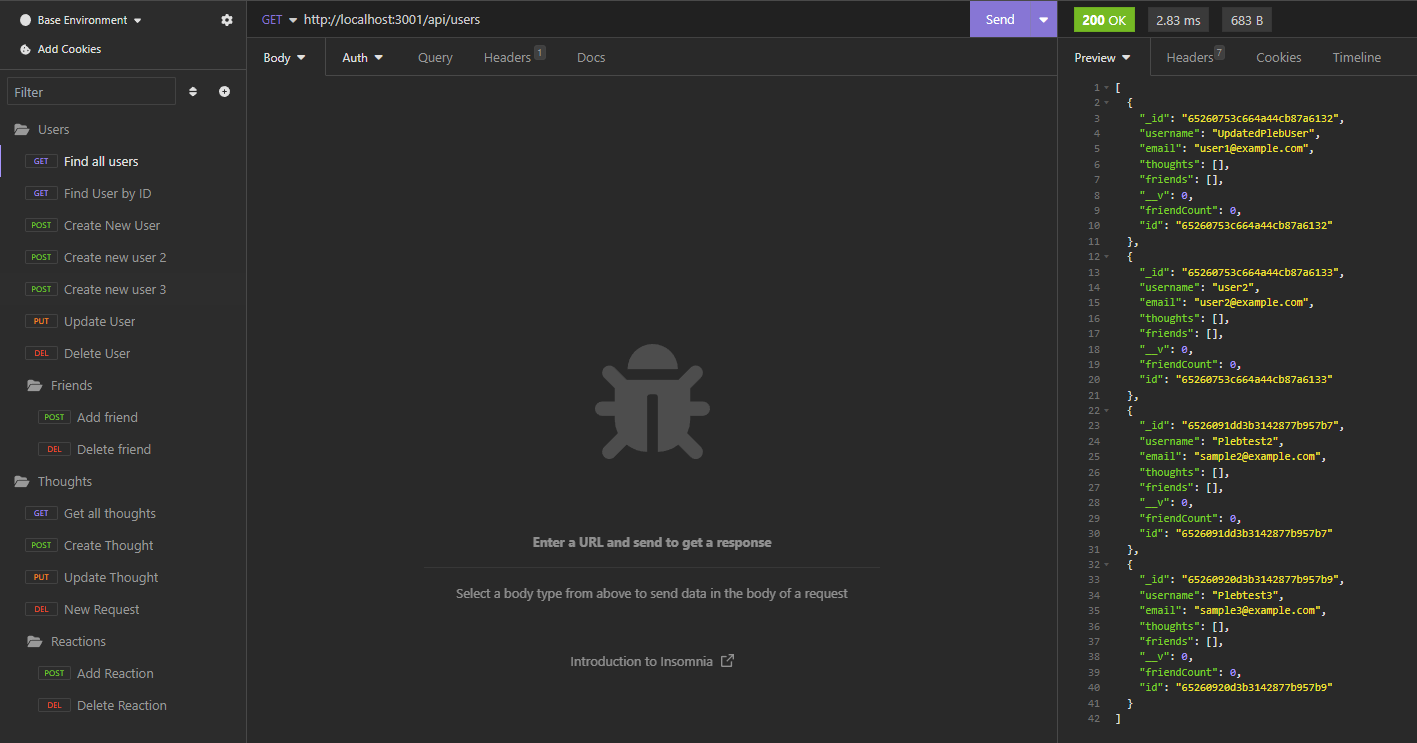 Base Environment
Add Cookies
Filter
Users
GET Find all users
GET Find User by ID
POST Create New User
POST Create new user 2
POST Create new user 3
PUT Update User
DEL Delete User
Friends
POST Add friend
DEL Delete friend
Thoughts
GET Get all thoughts
POST Create Thought
PUT Update Thought
DEL New Request
Reactions
POST Add Reaction
DEL Delete Reaction
GET http://localhost:3001/api/users Send
Body Auth Query Headers 1 Docs
Enter a URL and send to get a response
Select a body type from above to send data in the body of a request
Introduction to Insomnia
200 OK 2.83 ms 683 B
Preview Headers 7 Cookies Timeline
1 [
2 {
3 "_id": "65260753c664a44cb87a6132",
4 "username": "UpdatedPlebUser",
5 "email": "user1@example.com",
6 "thoughts": [],
7 "friends": [],
8 "__v": 0,
9 "friendCount": 0,
10 "id": "65260753c664a44cb87a6132"
11 },
12 {
13 "_id": "65260753c664a44cb87a6133",
14 "username": "user2",
15 "email": "user2@example.com",
16 "thoughts": [],
17 "friends": [],
18 "__v": 0,
19 "friendCount": 0,
20 "id": "65260753c664a44cb87a6133"
21 },
22 {
23 "_id": "6526091dd3b3142877b957b7",
24 "username": "Plebtest2",
25 "email": "sample2@example.com",
26 "thoughts": [],
27 "friends": [],
28 "__v": 0,
29 "friendCount": 0,
30 "id": "6526091dd3b3142877b957b7"
31 },
32 {
33 "_id": "65260920d3b3142877b957b9",
34 "username": "Plebtest3",
35 "email": "sample3@example.com",
36 "thoughts": [],
37 "friends": [],
38 "__v": 0,
39 "friendCount": 0,
40 "id": "65260920d3b3142877b957b9"
41 }
42 ]